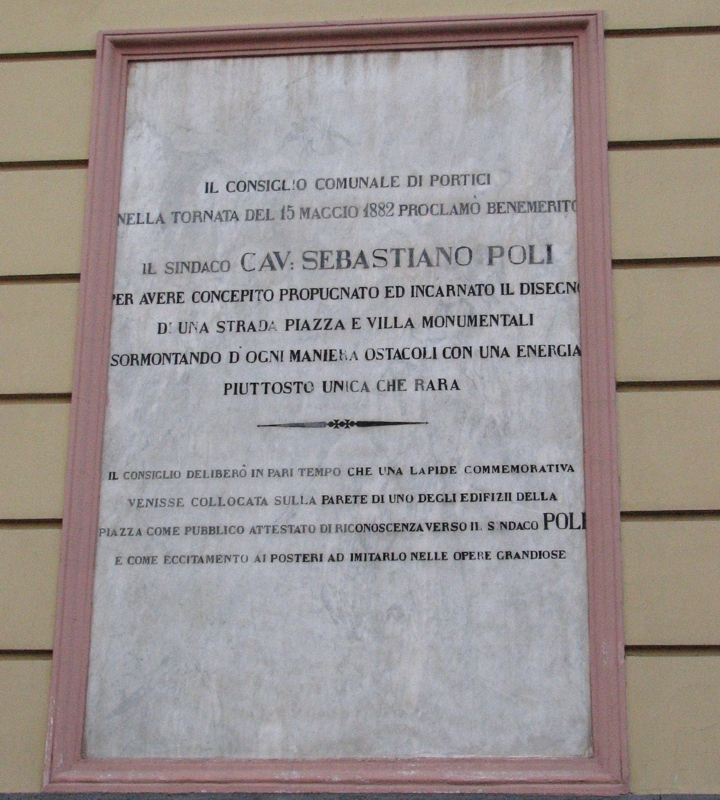 IL CONSIGLIO COMUNALE DI PORTICI
NELLA TORNATA DEL 15 MAGGIO 1882 PROCLAMÒ BENEMERITO
IL SINDACO CAV: SEBASTIANO POLI
PER AVERE CONCEPITO PROPUGNATO ED INCARNATO IL DISEGNO
D' UNA STRADA PIAZZA E VILLA MONUMENTALI
SORMONTANDO D' OGNI MANIERA OSTACOLI CON UNA ENERGIA
PIUTTOSTO UNICA CHE RARA
IL CONSIGLIO DELIBERÒ IN PARI TEMPO CHE UNA LAPIDE COMMEMORATIVA
VENISSE COLLOCATA SULLA PARETE DI UNO DEGLI EDIFIZII DELLA
PIAZZA COME PUBBLICO ATTESTATO DI RICONOSCENZA VERSO IL SINDACO POLI
E COME ECCITAMENTO AI POSTERI AD IMITARLO NELLE OPERE GRANDIOSE